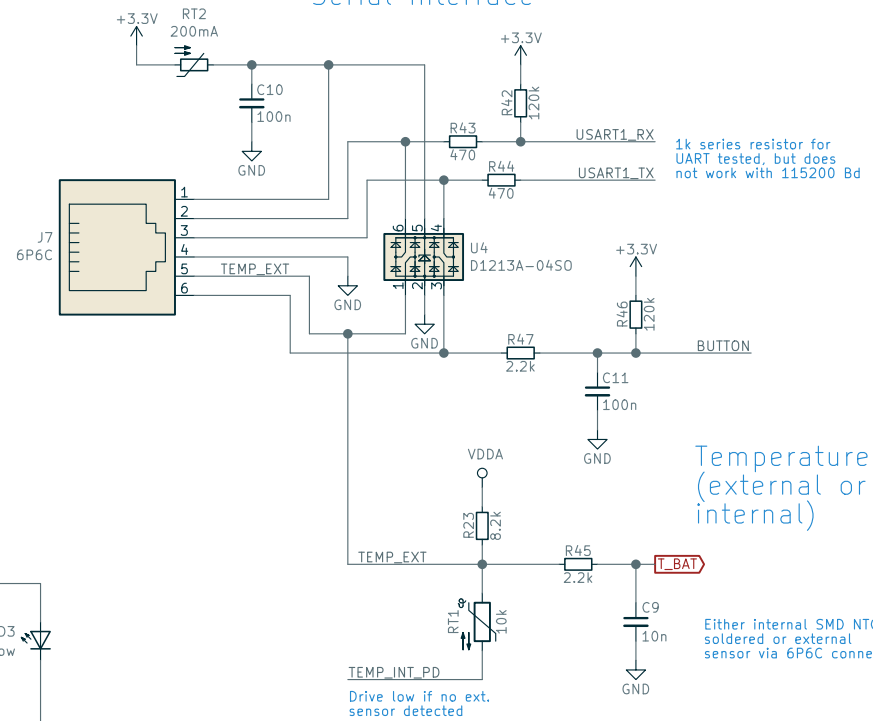 Serial Interface
+3.3V
RT2
200mA
C10
100n
GND
+3.3V
R42
120k
R43
470
USART1_RX
R44
470
USART1_TX
1k series resistor for
UART tested, but does
not work with 115200 Bd
J7
6P6C
1
2
3
4
5
6
TEMP_EXT
GND
6 5 4
1 2 3
U4
D1213A-04SO
GND
+3.3V
R46
120k
R47
2.2k
BUTTON
C11
100n
GND
Temperature
(external or
internal)
VDDA
R23
8.2k
TEMP_EXT
R45
2.2k
T_BAT
RT1
10k
C9
10n
GND
TEMP_INT_PD
Drive low if no ext.
sensor detected
Either internal SMD NTC
soldered or external
sensor via 6P6C conne
D3
ow